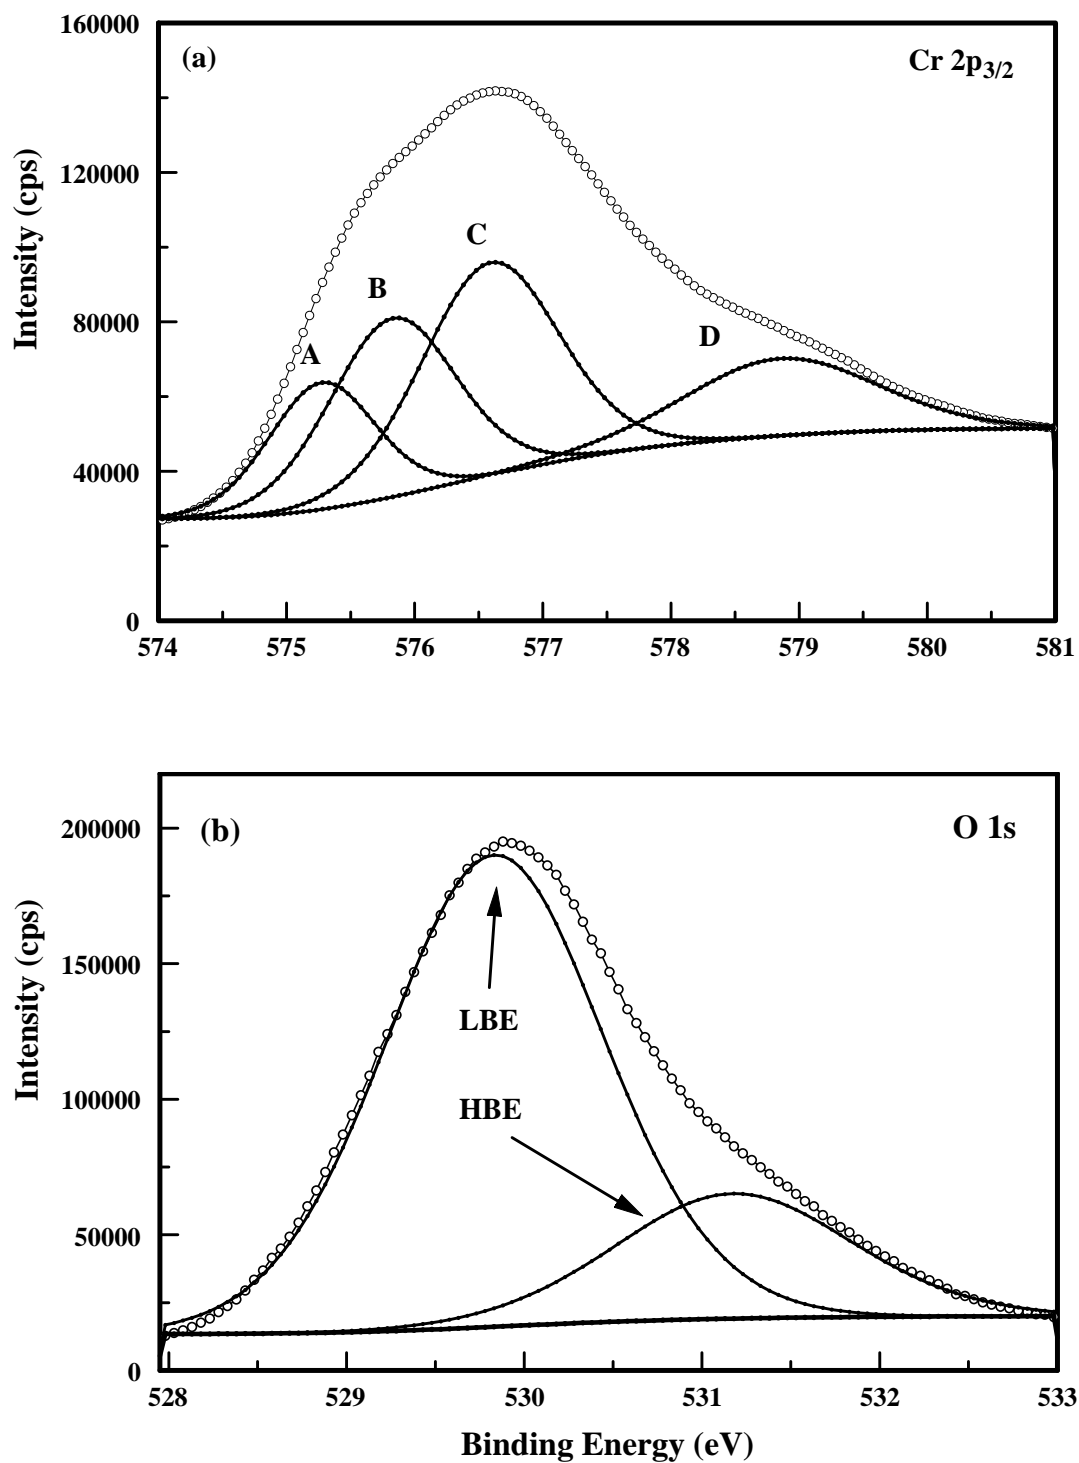 160000
(a)
Cr 2p3/2
120000
C
B
80000
D
A
40000
0
574 575 576 577 578 579 580 581
Intensity (cps)
200000
(b)
O 1s
150000
LBE
HBE
100000
50000
0
528 529 530 531 532 533
Intensity (cps)
Binding Energy (eV)